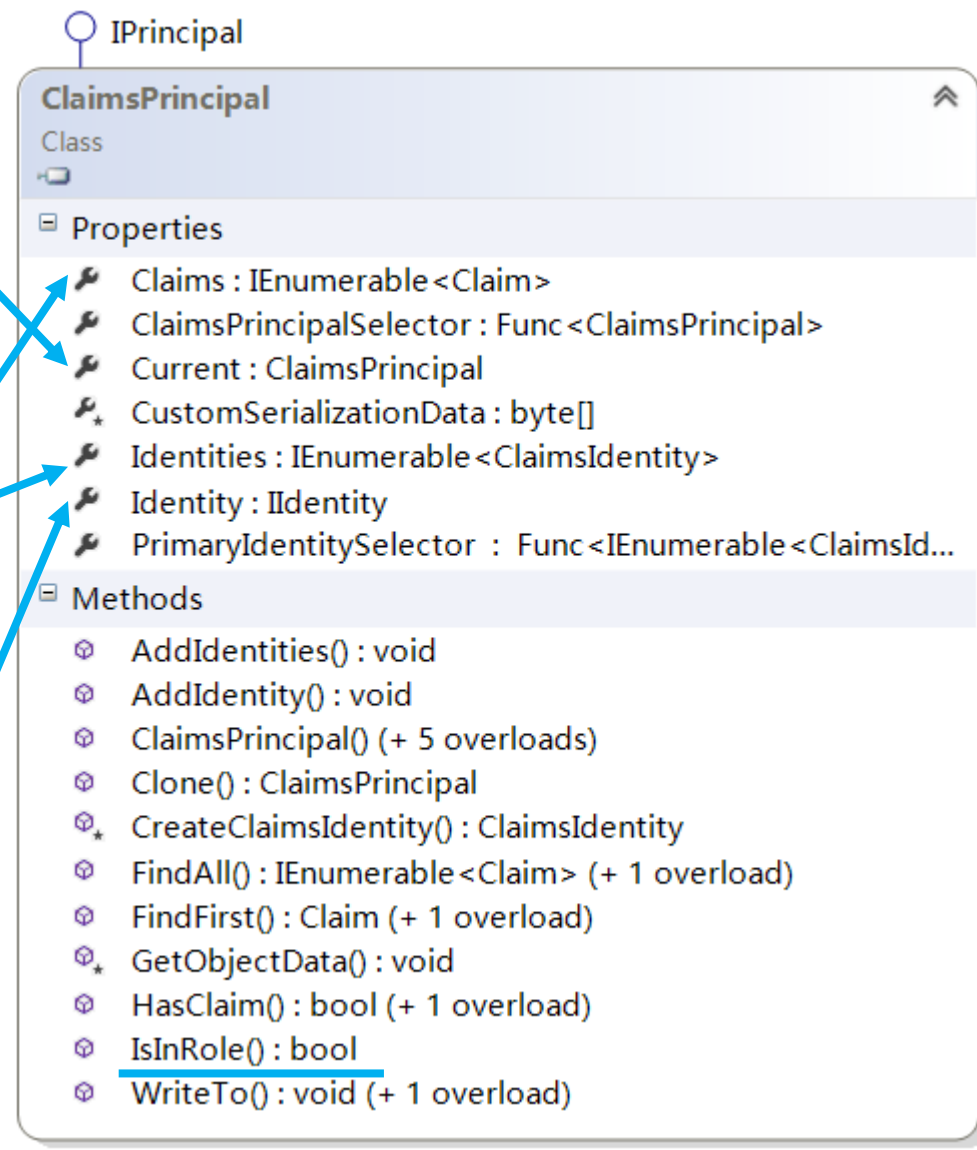 IPrincipal
ClaimsPrincipal
Class
Properties
Claims : IEnumerable<Claim>
ClaimsPrincipalSelector : Func<ClaimsPrincipal>
Current : ClaimsPrincipal
CustomSerializationData : byte[]
Identities : IEnumerable<ClaimsIdentity>
Identity : IIdentity
PrimaryIdentitySelector : Func<IEnumerable<ClaimsId...
Methods
AddIdentities() : void
AddIdentity() : void
ClaimsPrincipal() (+ 5 overloads)
Clone() : ClaimsPrincipal
CreateClaimsIdentity() : ClaimsIdentity
FindAll() : IEnumerable<Claim> (+ 1 overload)
FindFirst() : Claim (+ 1 overload)
GetObjectData() : void
HasClaim() : bool (+ 1 overload)
IsInRole() : bool
WriteTo() : void (+ 1 overload)